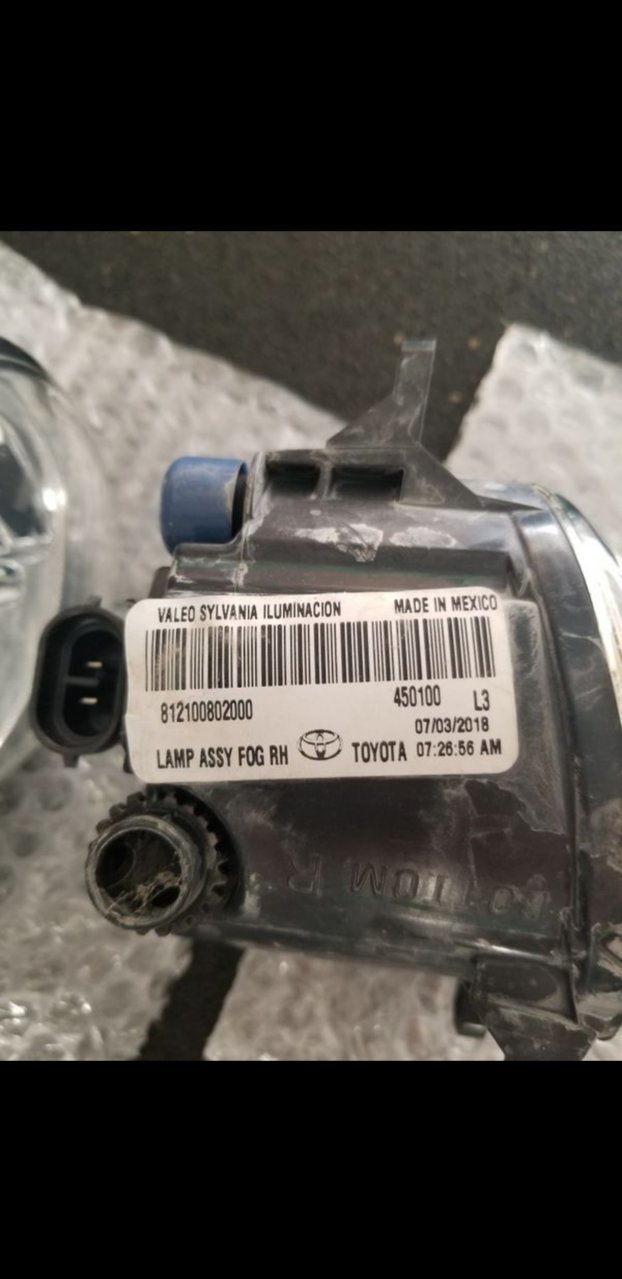 VALEO SYLVANIA ILUMINACION MADE IN MEXICO
812100802000 450100 L3
07/03/2018
LAMP ASSY FOG RH TOYOTA 07:26:56 AM
BOTTOM R